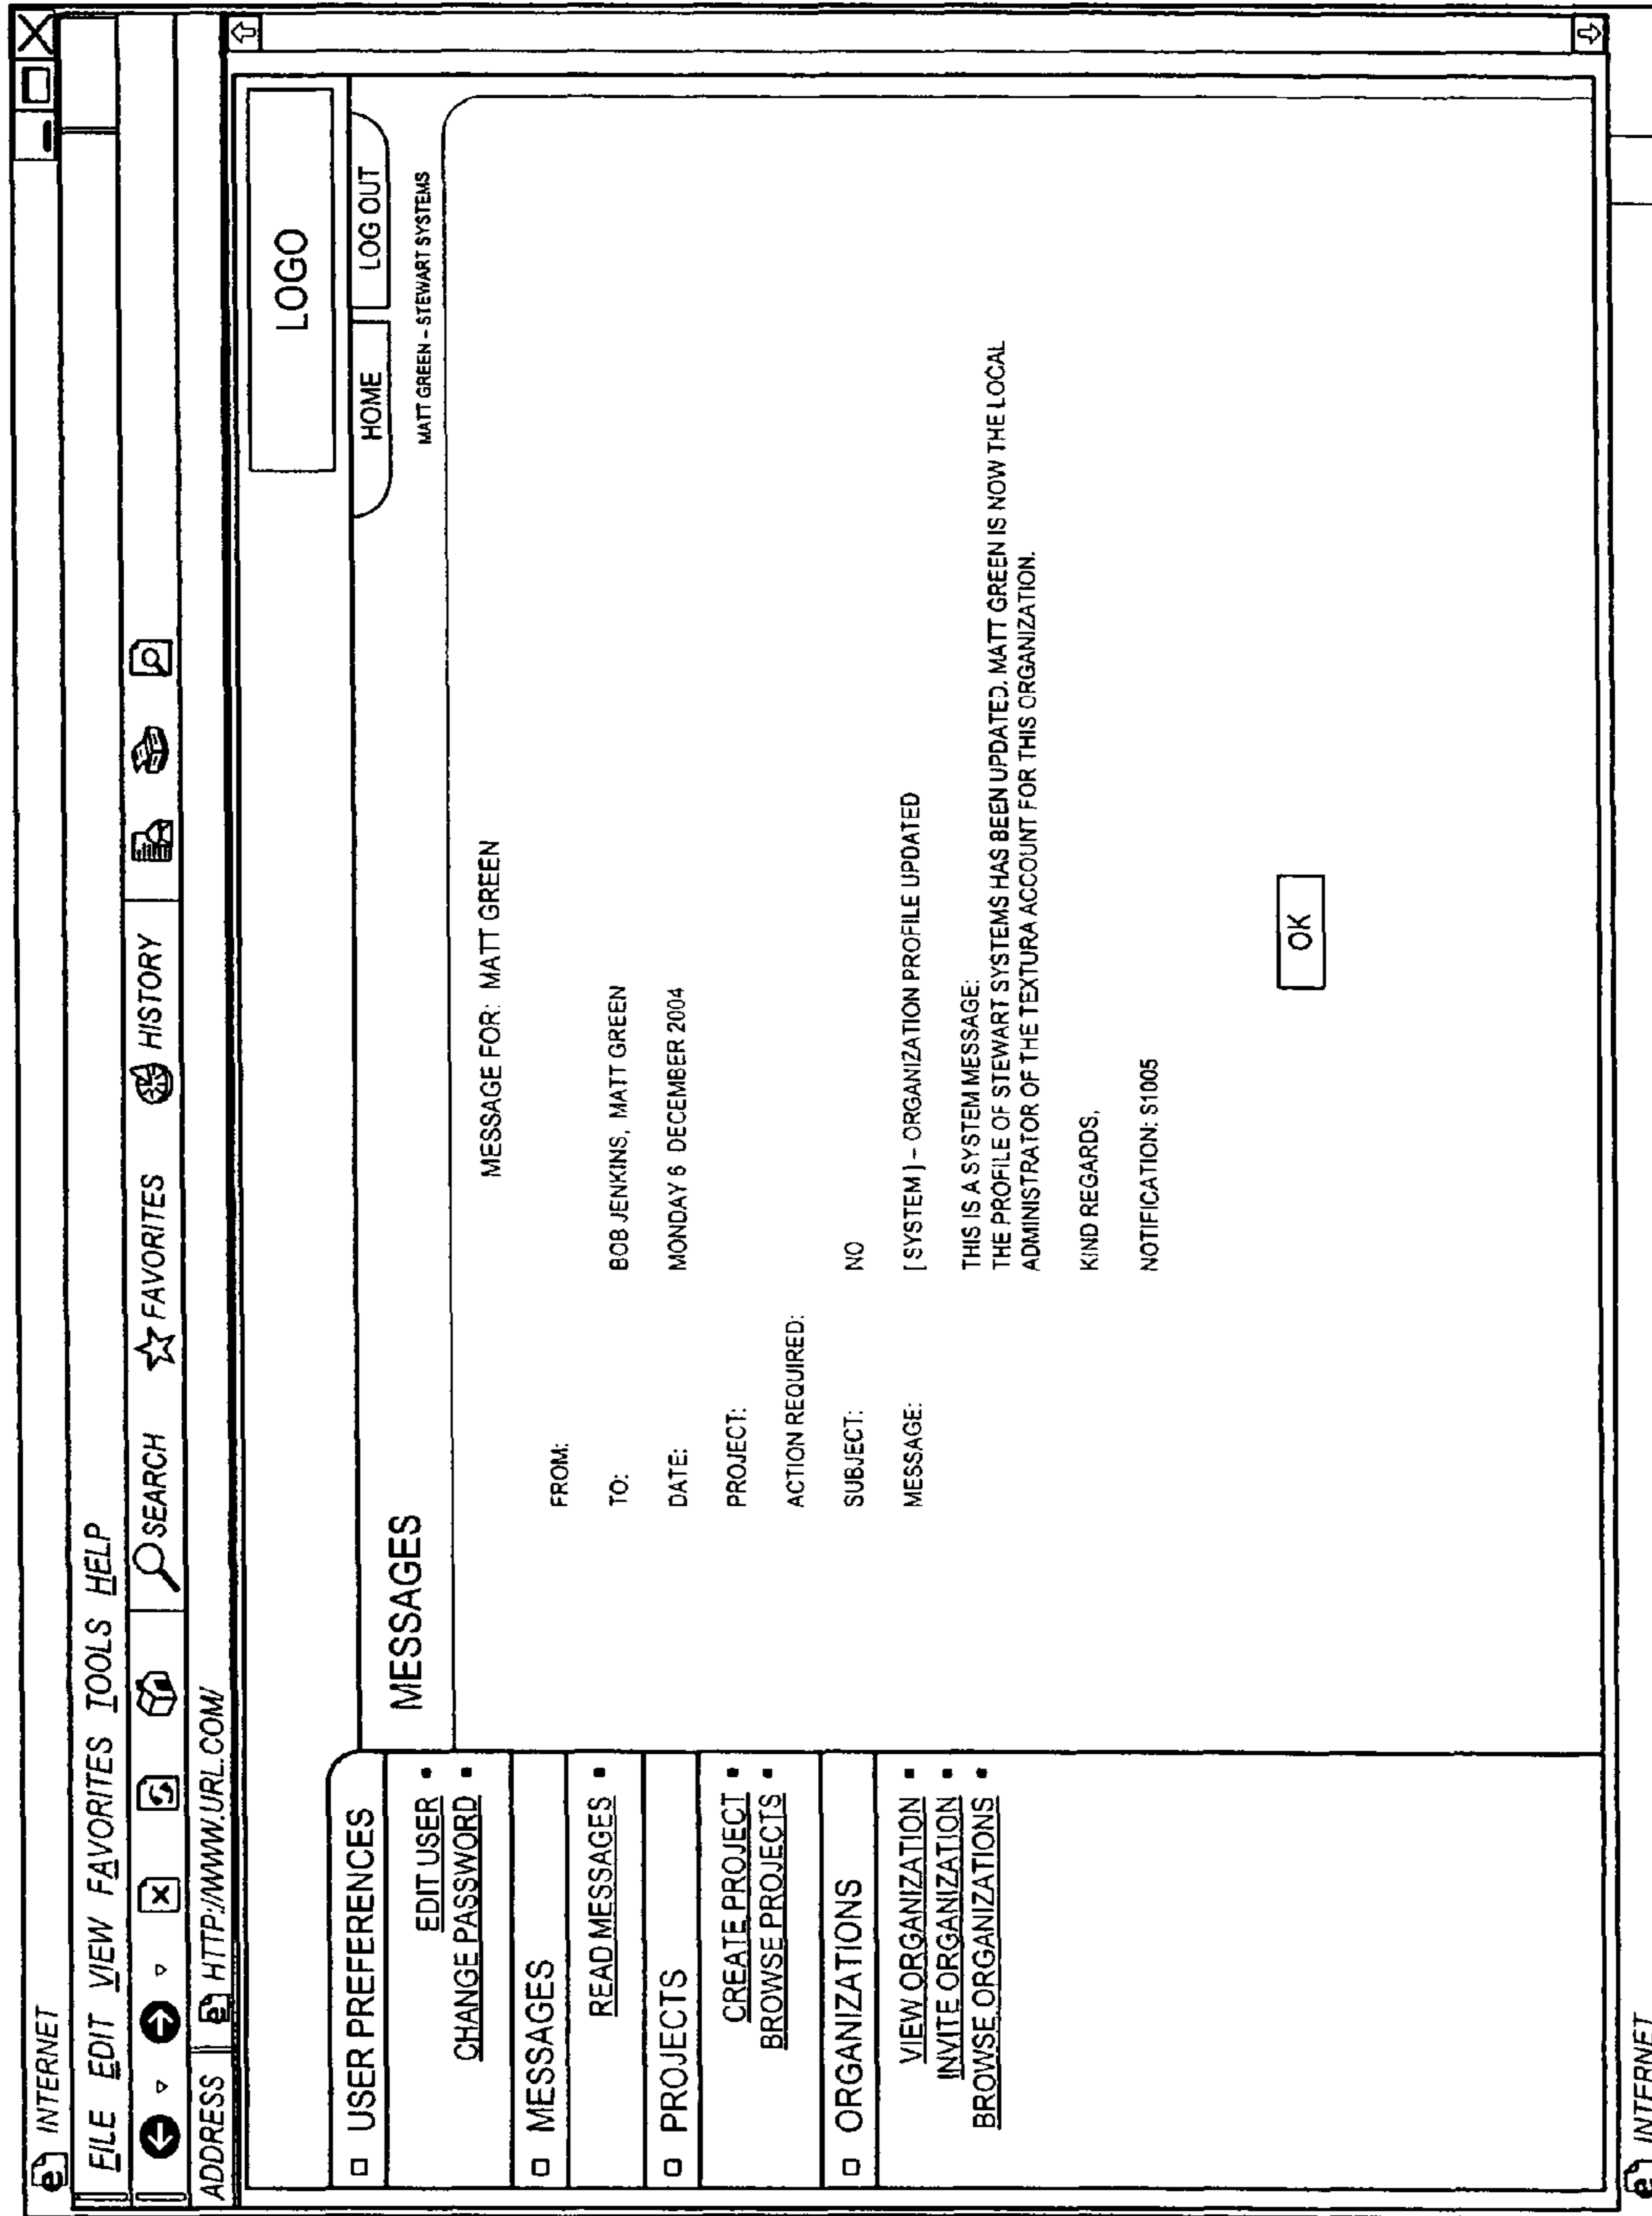 INTERNET
FILE EDIT VIEW FAVORITES TOOLS HELP
SEARCH FAVORITES HISTORY
ADDRESS HTTP://WWW.URL.COM/
LOGO
HOME LOG OUT
MATT GREEN - STEWART SYSTEMS
USER PREFERENCES
EDIT USER
CHANGE PASSWORD
MESSAGES
READ MESSAGES
PROJECTS
CREATE PROJECT
BROWSE PROJECTS
ORGANIZATIONS
VIEW ORGANIZATION
INVITE ORGANIZATION
BROWSE ORGANIZATIONS
MESSAGES
MESSAGE FOR: MATT GREEN
FROM:
TO: BOB JENKINS, MATT GREEN
DATE: MONDAY 6 DECEMBER 2004
PROJECT:
ACTION REQUIRED:
SUBJECT: NO
MESSAGE: [SYSTEM] - ORGANIZATION PROFILE UPDATED
THIS IS A SYSTEM MESSAGE:
THE PROFILE OF STEWART SYSTEMS HAS BEEN UPDATED. MATT GREEN IS NOW THE LOCAL
ADMINISTRATOR OF THE TEXTURA ACCOUNT FOR THIS ORGANIZATION.
KIND REGARDS,
NOTIFICATION: S1005
OK
INTERNET